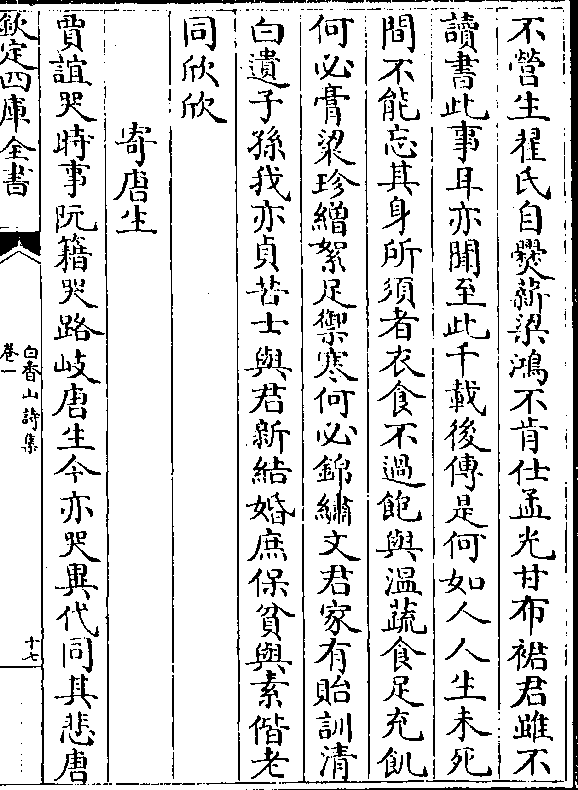 不營生翟氏自㸑薪梁鴻不肯仕孟光甘布裙君雖不
讀書此事耳亦聞至此千載後傳是何如人人生未死
間不能忘其身所須者衣食不過飽與溫蔬食足充飢
何必膏粱珍繒絮足禦寒何必錦繡文君家有貽訓清
白遺子孫我亦貞苦士與君新結婚庶保貧與素偕老
同欣欣
寄唐生
賈誼哭時事阮籍哭路岐唐生今亦哭異代同其悲唐
欽定四庫全書
白香山詩集
卷一
十七